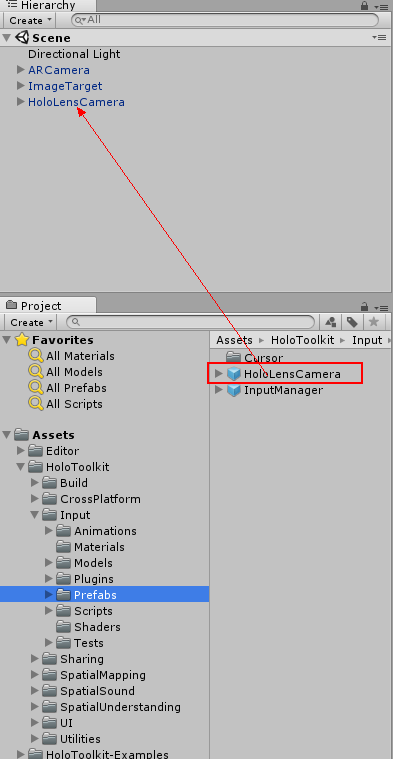 Hierarchy
Create All
Scene
Directional Light
ARCamera
ImageTarget
HoloLensCamera
Project
Create
Favorites
All Materials
All Models
All Prefabs
All Scripts
Assets
Editor
HoloToolkit
Build
CrossPlatform
Input
Animations
Materials
Models
Plugins
Prefabs
Scripts
Shaders
Tests
Sharing
SpatialMapping
SpatialSound
SpatialUnderstanding
UI
Utilities
HoloToolkit-Examples
Assets HoloToolkit Input
Cursor
HoloLensCamera
InputManager